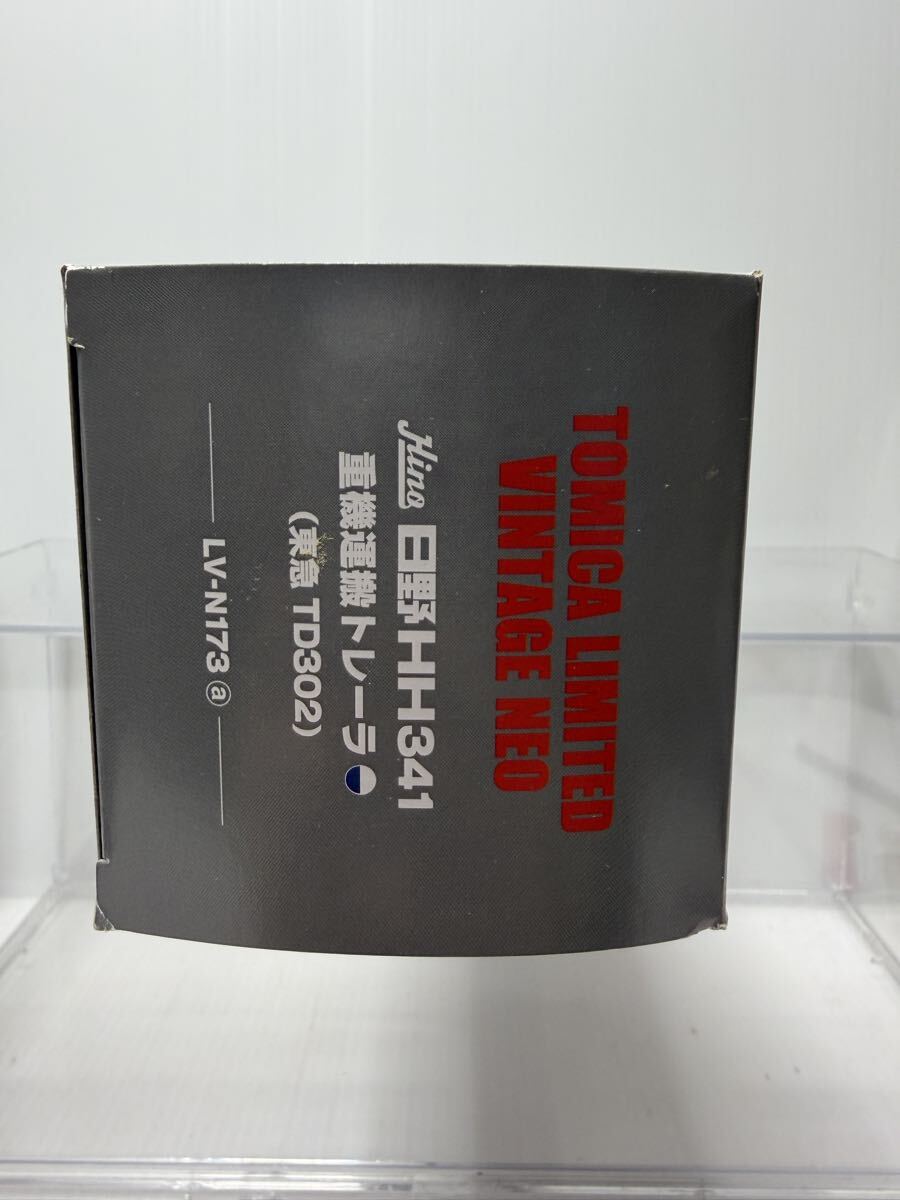 TOMICA LIMITED
VINTAGE NEO
Hino 日野HH341
重機運搬トレーラ
(東急 TD302)
LV-N173 ⓐ